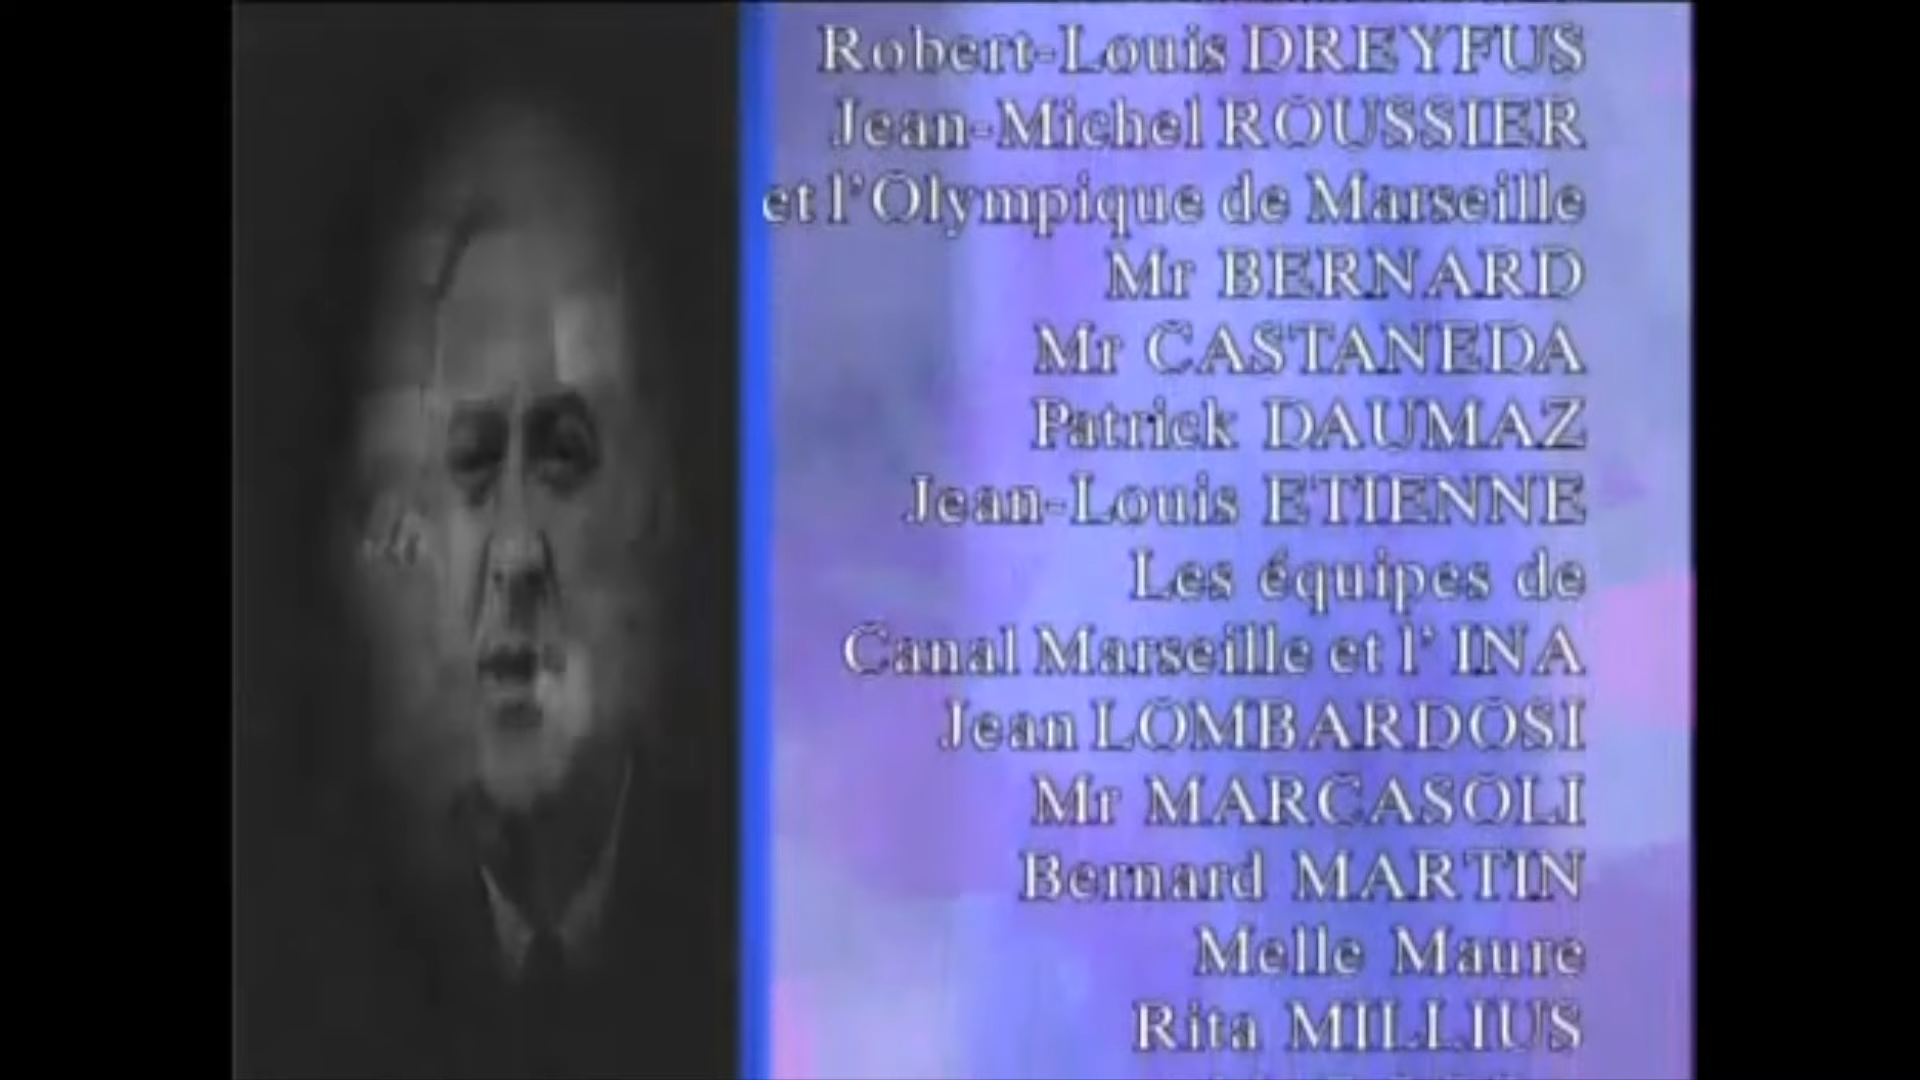 Robert-Louis DREYFUS
Jean-Michel ROUSSIER
et l'Olympique de Marseille
Mr BERNARD
Mr CASTANEDA
Patrick DAUMAZ
Jean-Louis ETIENNE
Les équipes de
Canal Marseille et l' INA
Jean LOMBARDOSI
Mr MARCASOLI
Bernard MARTIN
Melle Maure
Rita MILLIUS